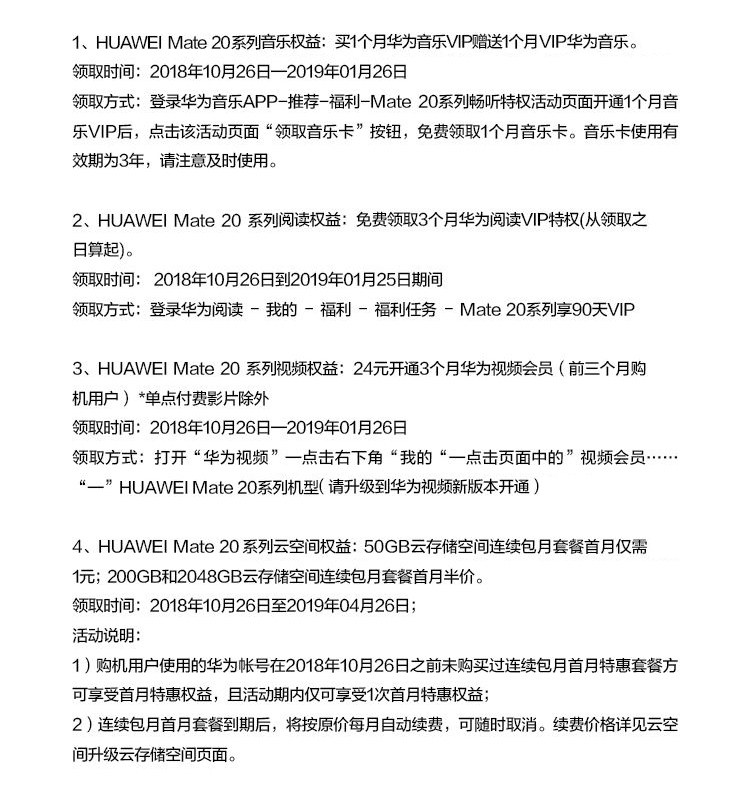 1、HUAWEI Mate 20系列音乐权益：买1个月华为音乐VIP赠送1个月VIP华为音乐。
领取时间：2018年10月26日—2019年01月26日
领取方式：登录华为音乐APP-推荐-福利-Mate 20系列畅听特权活动页面开通1个月音
乐VIP后，点击该活动页面“领取音乐卡”按钮，免费领取1个月音乐卡。音乐卡使用有
效期为3年，请注意及时使用。
2、HUAWEI Mate 20 系列阅读权益：免费领取3个月华为阅读VIP特权(从领取之
日算起)。
领取时间： 2018年10月26日到2019年01月25日期间
领取方式：登录华为阅读 - 我的 - 福利 - 福利任务 - Mate 20系列享90天VIP
3、HUAWEI Mate 20 系列视频权益：24元开通3个月华为视频会员（前三个月购
机用户）*单点付费影片除外
领取时间：2018年10月26日—2019年01月26日
领取方式：打开“华为视频”一点击右下角“我的“一点击页面中的”视频会员……
“一”HUAWEI Mate 20系列机型( 请升级到华为视频新版本开通 )
4、HUAWEI Mate 20系列云空间权益：50GB云存储空间连续包月套餐首月仅需
1元；200GB和2048GB云存储空间连续包月套餐首月半价。
领取时间：2018年10月26日至2019年04月26日；
活动说明：
1）购机用户使用的华为帐号在2018年10月26日之前未购买过连续包月首月特惠套餐方
可享受首月特惠权益，且活动期内仅可享受1次首月特惠权益；
2）连续包月首月套餐到期后，将按原价每月自动续费，可随时取消。续费价格详见云空
间升级云存储空间页面。